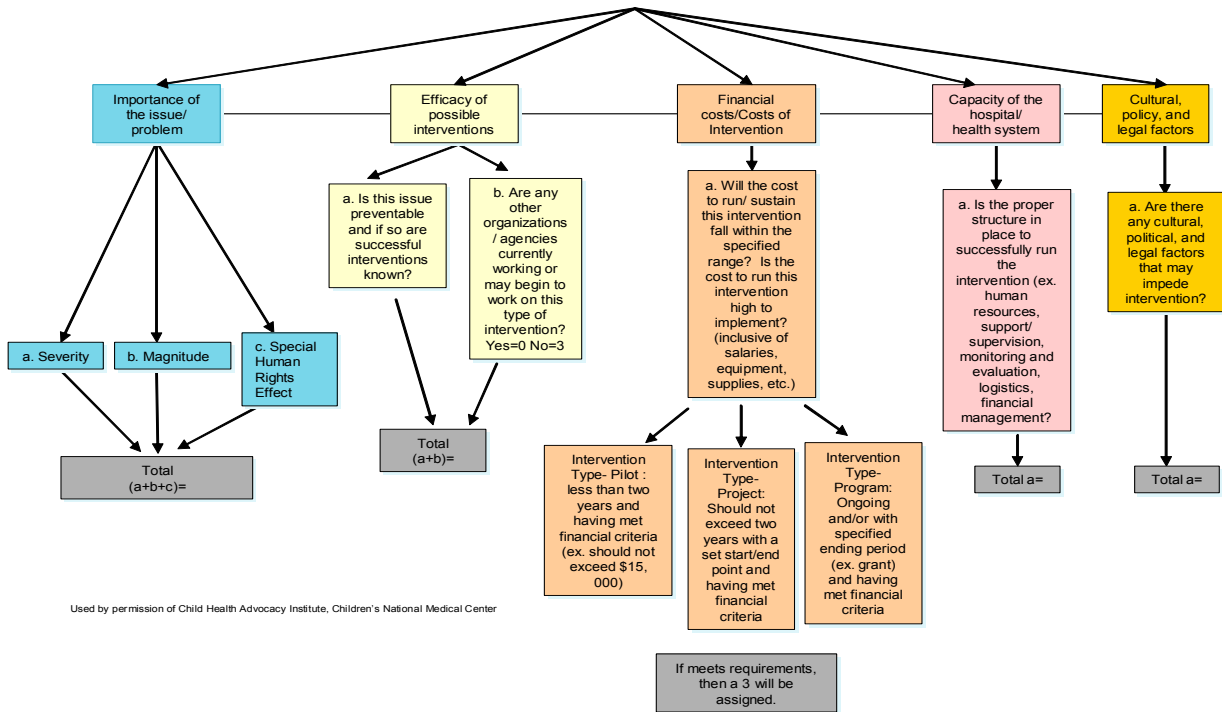 Importance of
the issue/
problem
Efficacy of
possible
interventions
Financial
costs/Costs of
Intervention
Capacity of the
hospital/
health system
Cultural,
policy, and
legal factors
a. Is this issue
preventable
and if so are
successful
interventions
known?
b. Are any
other
organizations
/ agencies
currently
working or
may begin to
work on this
type of
intervention?
Yes=0 No=3
a. Will the cost
to run/ sustain
this intervention
fall within the
specified
range?  Is the
cost to run this
intervention
high to
implement?
(inclusive of
salaries,
equipment,
supplies, etc.)
a. Is the proper
structure in
place to
successfully run
the
intervention (ex.
human
resources,
support/
supervision,
monitoring and
evaluation,
logistics,
financial
management?
a. Are there
any cultural,
political, and
legal factors
that may
impede
intervention?
a. Severity
b. Magnitude
c. Special
Human
Rights
Effect
Total
(a+b+c)=
Total
(a+b)=
Intervention
Type- Pilot :
less than two
years and
having met
financial criteria
(ex. should not
exceed $15,
000)
Intervention
Type-
Project:
Should not
exceed two
years with a
set start/end
point and
having met
financial
criteria
Intervention
Type-
Program:
Ongoing
and/or with
specified
ending period
(ex. grant)
and having
met financial
criteria
Total a=
Total a=
Used by permission of Child Health Advocacy Institute, Children's National Medical Center
If meets requirements,
then a 3 will be
assigned.